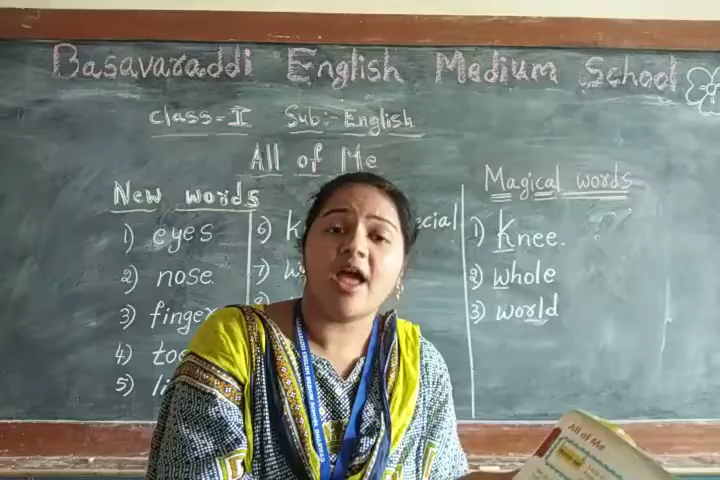 Basavaraddi English Medium School
Class-I Sub:- English
All of Me
New words
1) eyes
2) nose
3) finger
4)
5)
6)
7)
Magical words
1) Knee.
2) whole
3) world
All of Me